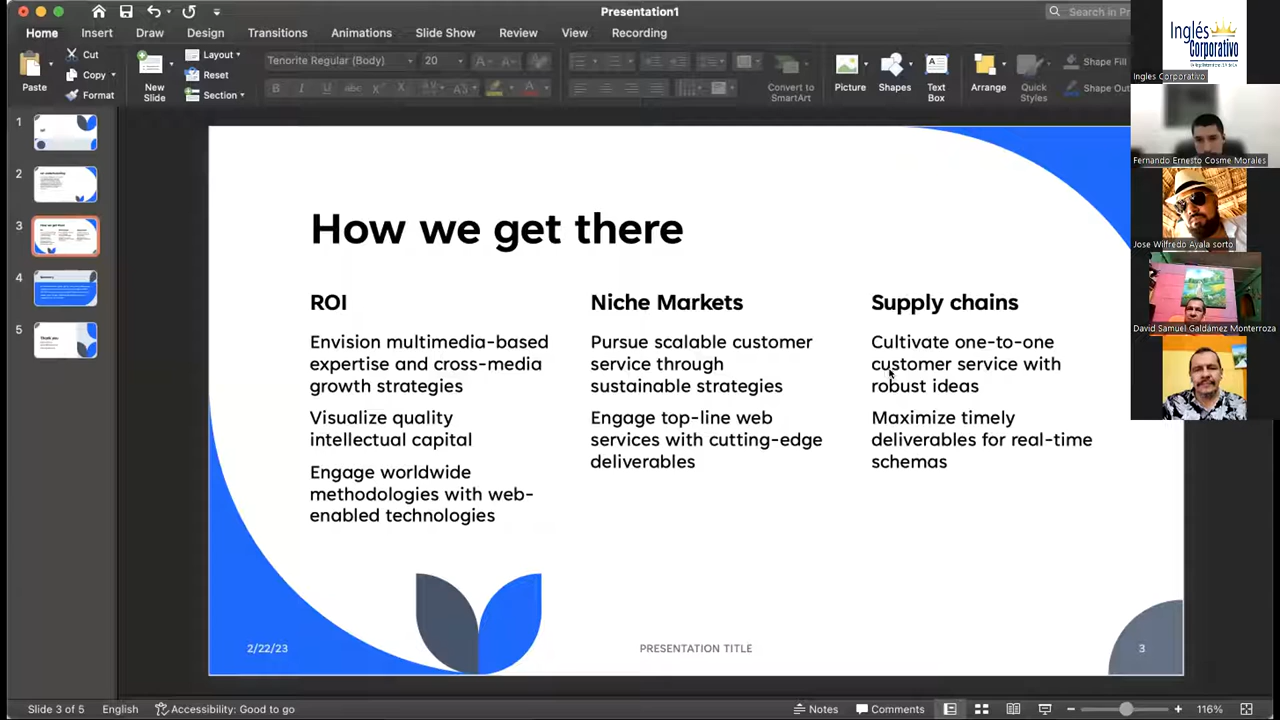 Presentation1
Search in Pr
Home Insert Draw Design Transitions Animations Slide Show Review View Recording
Paste
Cut
Copy
Format
New
Slide
Layout
Reset
Section
Tenorite Regular (Body) 20
Convert to
SmartArt
Picture
Shapes
Text
Box
Arrange
Quick
Styles
Shape Fill
Shape Out
1
2
3
4
5
How we get there
ROI
Envision multimedia-based
expertise and cross-media
growth strategies
Visualize quality
intellectual capital
Engage worldwide
methodologies with web-
enabled technologies
Niche Markets
Pursue scalable customer
service through
sustainable strategies
Engage top-line web
services with cutting-edge
deliverables
Supply chains
Cultivate one-to-one
customer service with
robust ideas
Maximize timely
deliverables for real-time
schemas
2/22/23
PRESENTATION TITLE
3
Inglés
Corporativo
Ingles Corporativo
Fernando Ernesto Cosme Morales
Jose Wilfredo Ayala sorto
David Samuel Galdámez Monterroza
Slide 3 of 5 English Accessibility: Good to go Notes Comments 116%